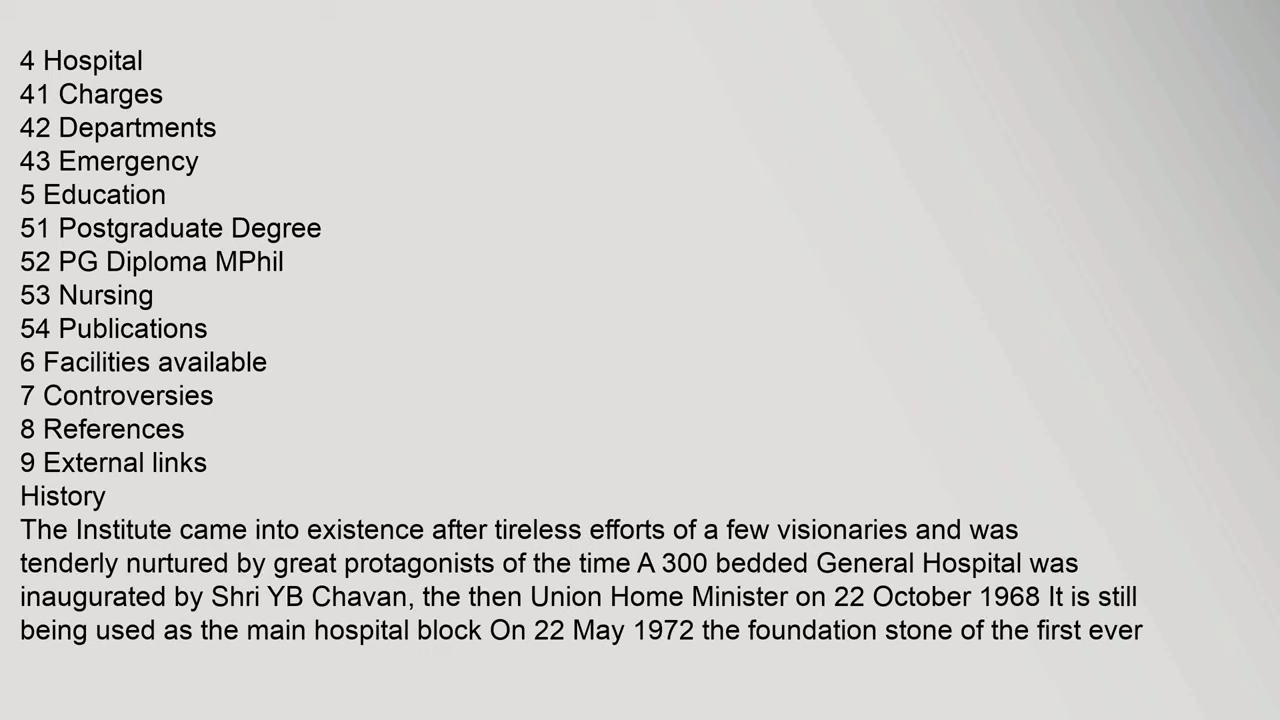 4 Hospital
41 Charges
42 Departments
43 Emergency
5 Education
51 Postgraduate Degree
52 PG Diploma MPhil
53 Nursing
54 Publications
6 Facilities available
7 Controversies
8 References
9 External links
History
The Institute came into existence after tireless efforts of a few visionaries and was
tenderly nurtured by great protagonists of the time A 300 bedded General Hospital was
inaugurated by Shri YB Chavan, the then Union Home Minister on 22 October 1968 It is still
being used as the main hospital block On 22 May 1972 the foundation stone of the first ever